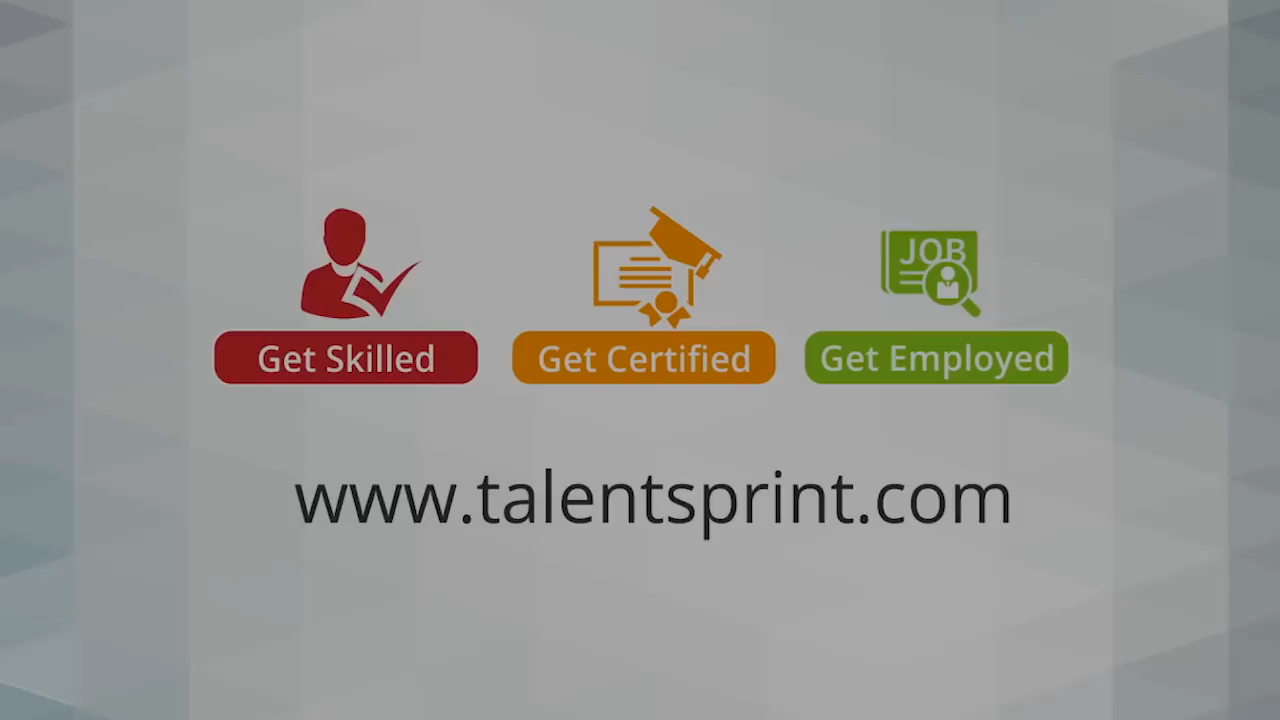 JOB
Get Skilled
Get Certified
Get Employed
www.talentsprint.com